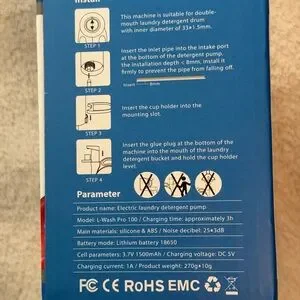 Install
This machine is suitable for double-
mouth laundry detergent drum
with inner diameter of 33±1.5mm.
STEP 1
Insert the inlet pipe into the intake port
at the bottom of the detergent pump.
the installation depth < 8mm, install it
firmly to prevent the pipe from falling off.
Insert 8mm
STEP 2
Insert the cup holder into the
mounting slot.
STEP 3
Insert the glue plug at the bottom of the
machine into the mouth of the laundry
detergent bucket and hold the cup holder
level.
STEP 4
Parameter
Product name: Electric laundry detergent pump
Model: L-Wash Pro 100 / Charging time: approximately 3h
Main materials: silicone & ABS / Noise decibel: 25±3dB
Battery mode: Lithium battery 18650
Cell parameters: 3.7V 1500mAh / Charging voltage: DC 5V
Charging current: 1A / Product weight: 270g±10g
FC CE RoHS EMC